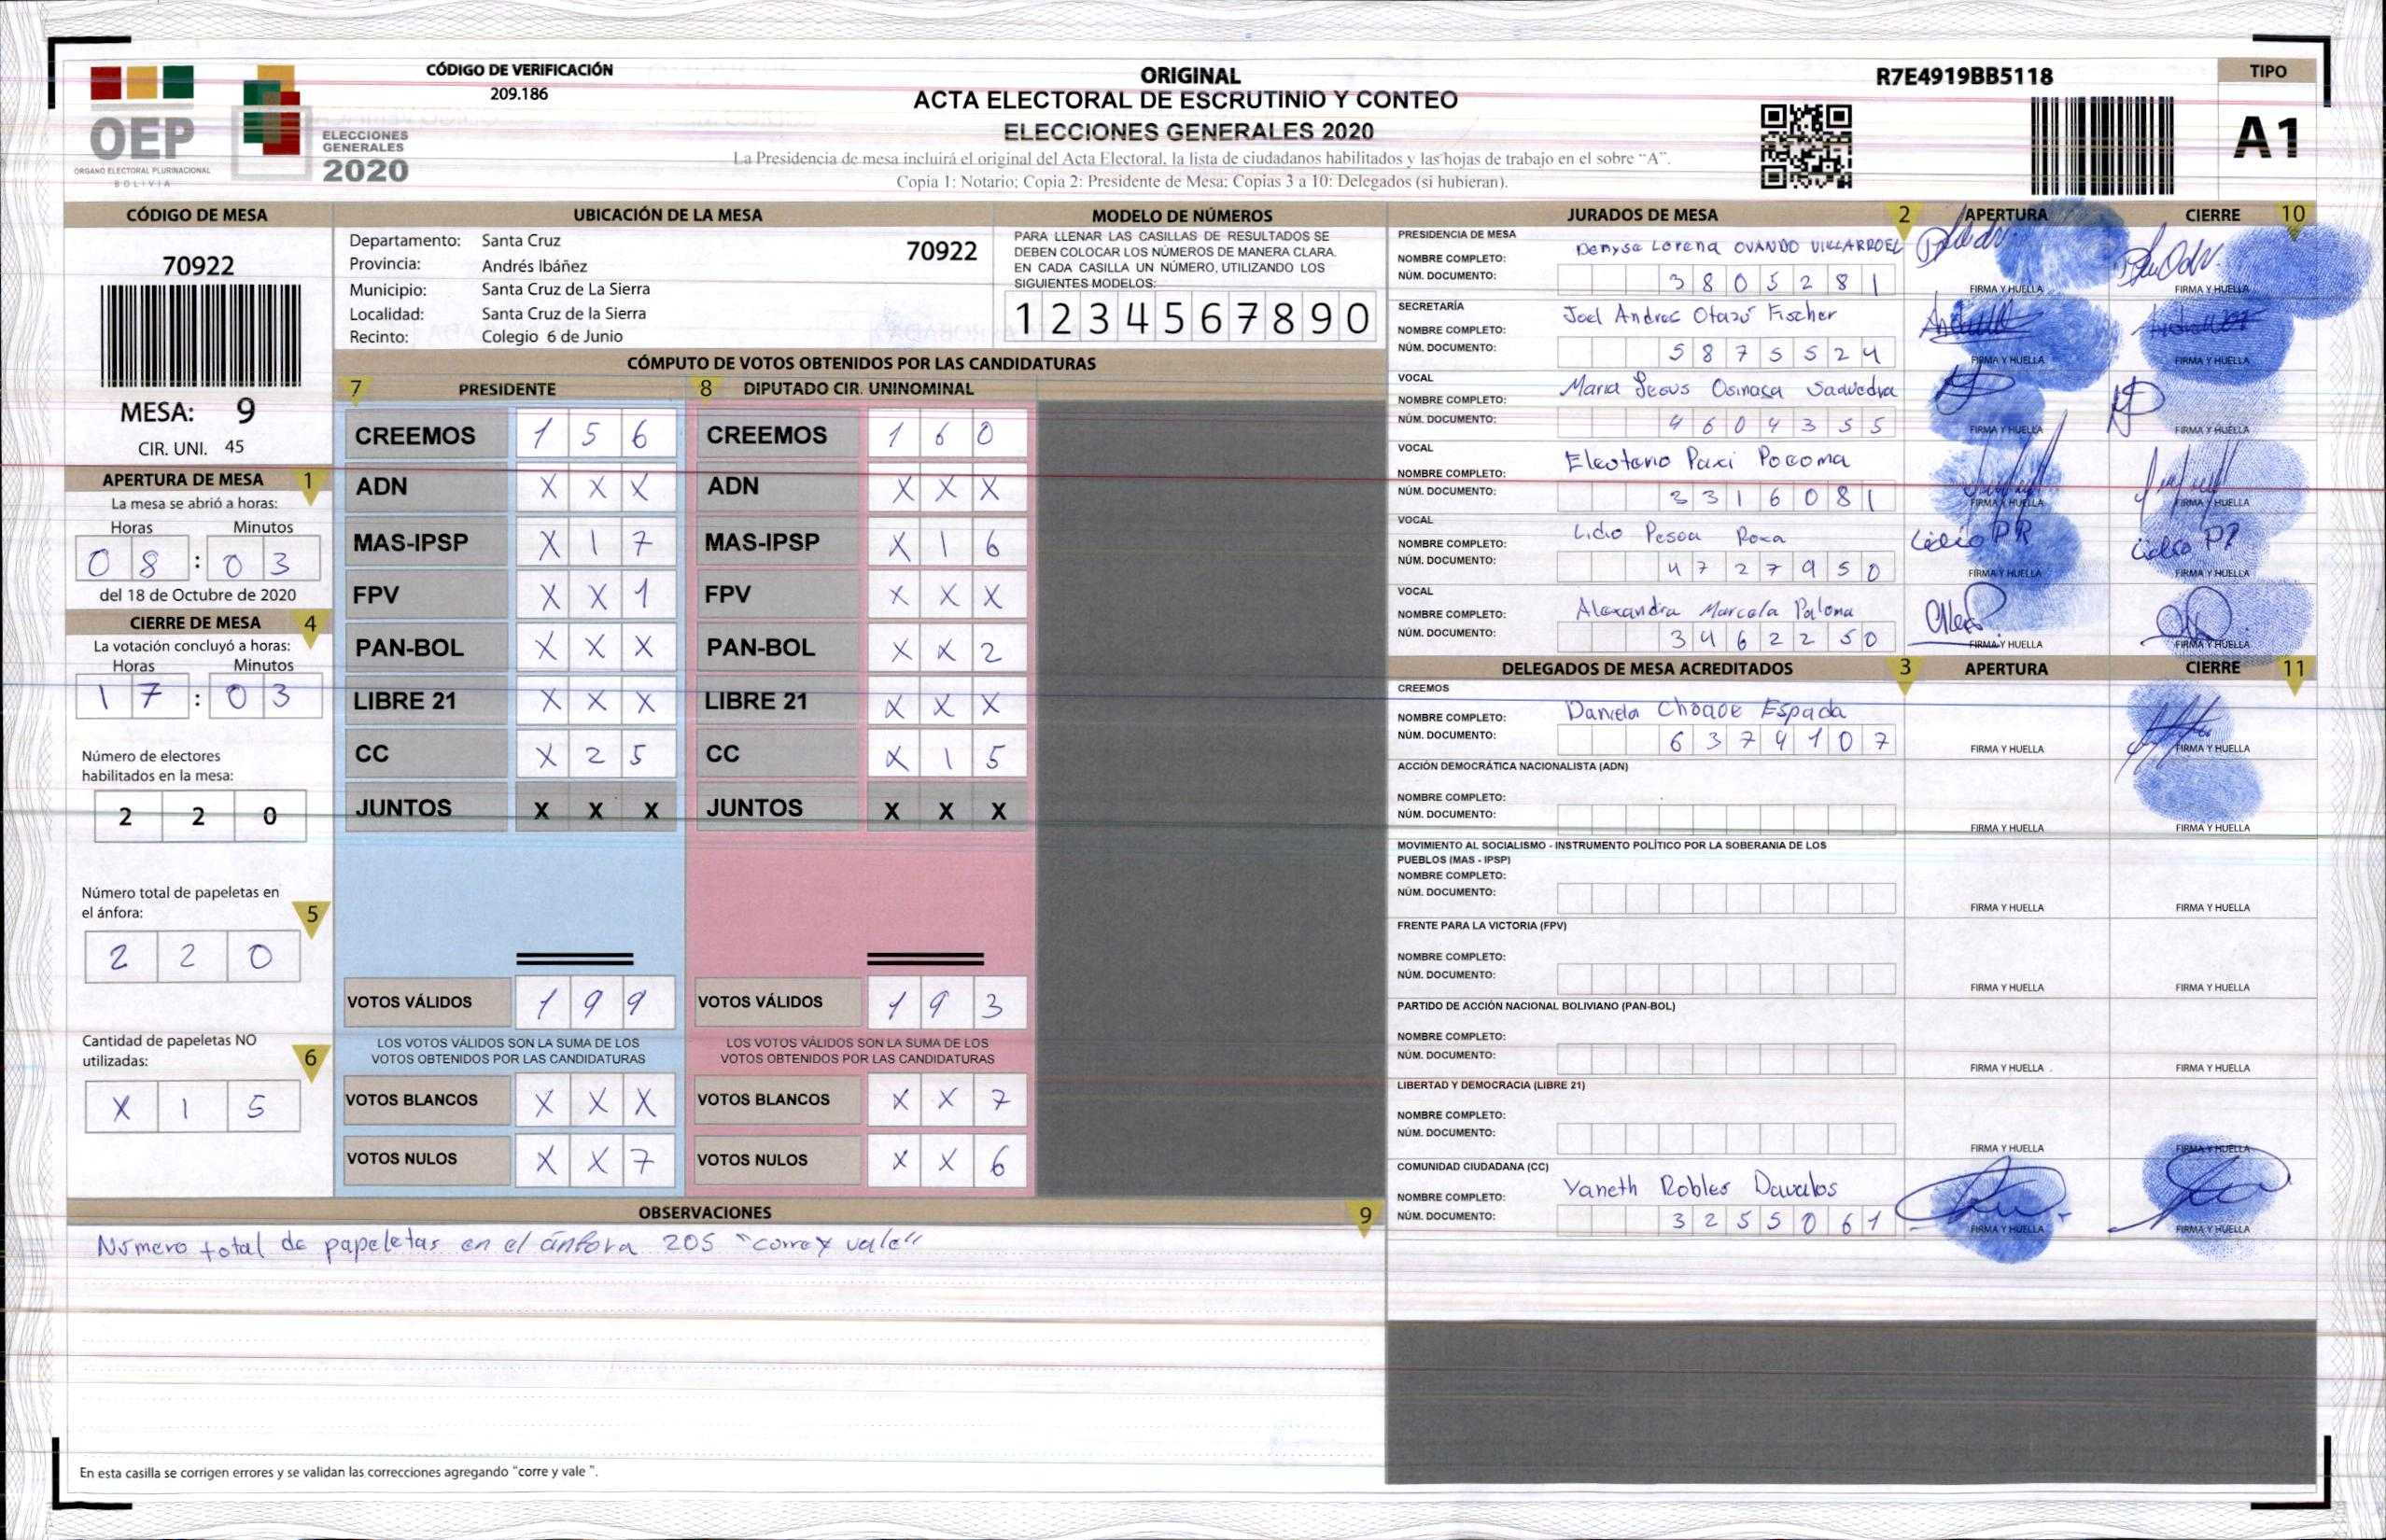 CÓDIGO DE VERIFICACIÓN
209.186
OEP
ORGANO ELECTORAL PLURINACIONAL
BOLIVIA
ELECCIONES
GENERALES
2020
ORIGINAL
ACTA ELECTORAL DE ESCRUTINIO Y CONTEO
ELECCIONES GENERALES 2020
La Presidencia de mesa incluirá el original del Acta Electoral, la lista de ciudadanos habilitados y las hojas de trabajo en el sobre “A”.
Copia 1: Notario; Copia 2: Presidente de Mesa; Copias 3 a 10: Delegados (si hubieran).
R7E4919BB5118
TIPO
A1
CÓDIGO DE MESA
70922
MESA: 9
CIR. UNI. 45
APERTURA DE MESA 1
La mesa se abrió a horas:
Horas Minutos
0 8 : 0 3
del 18 de Octubre de 2020
CIERRE DE MESA 4
La votación concluyó a horas:
Horas Minutos
1 7 : 0 3
Número de electores
habilitados en la mesa:
2 2 0
Número total de papeletas en
el ánfora: 5
2 2 0
Cantidad de papeletas NO
utilizadas: 6
X 1 5
UBICACIÓN DE LA MESA
Departamento: Santa Cruz
70922
Provincia: Andrés Ibáñez
Municipio: Santa Cruz de La Sierra
Localidad: Santa Cruz de la Sierra
Recinto: Colegio 6 de Junio
MODELO DE NÚMEROS
PARA LLENAR LAS CASILLAS DE RESULTADOS SE
DEBEN COLOCAR LOS NÚMEROS DE MANERA CLARA.
EN CADA CASILLA UN NÚMERO, UTILIZANDO LOS
SIGUIENTES MODELOS:
1 2 3 4 5 6 7 8 9 0
CÓMPUTO DE VOTOS OBTENIDOS POR LAS CANDIDATURAS
7 PRESIDENTE 8 DIPUTADO CIR. UNINOMINAL
CREEMOS 1 5 6 CREEMOS 1 6 0
ADN X X X ADN X X X
MAS-IPSP X 1 7 MAS-IPSP X 1 6
FPV X X 1 FPV X X X
PAN-BOL X X X PAN-BOL X X 2
LIBRE 21 X X X LIBRE 21 X X X
CC X 2 5 CC X 1 5
JUNTOS X X X JUNTOS X X X
VOTOS VÁLIDOS 1 9 9 VOTOS VÁLIDOS 1 9 3
LOS VOTOS VÁLIDOS SON LA SUMA DE LOS LOS VOTOS VÁLIDOS SON LA SUMA DE LOS
VOTOS OBTENIDOS POR LAS CANDIDATURAS VOTOS OBTENIDOS POR LAS CANDIDATURAS
VOTOS BLANCOS X X X VOTOS BLANCOS X X 7
VOTOS NULOS X X 7 VOTOS NULOS X X 6
OBSERVACIONES 9
Número total de papeletas en el ánfora 205 "corre y vale"
En esta casilla se corrigen errores y se validan las correcciones agregando “corre y vale ”.
JURADOS DE MESA 2 APERTURA CIERRE 10
PRESIDENCIA DE MESA
NOMBRE COMPLETO: Denyse Lorena OVANDO VILLARROEL
NÚM. DOCUMENTO: 3 8 0 5 2 8 1
FIRMA Y HUELLA FIRMA Y HUELLA
SECRETARÍA
NOMBRE COMPLETO: Joel Andres Otazú Fischer
NÚM. DOCUMENTO: 5 8 7 5 5 2 4
FIRMA Y HUELLA FIRMA Y HUELLA
VOCAL
NOMBRE COMPLETO: Maria Jesus Osinaga Saavedra
NÚM. DOCUMENTO: 4 6 0 4 3 5 5
FIRMA Y HUELLA FIRMA Y HUELLA
VOCAL
NOMBRE COMPLETO: Eleoterio Paxi Pocoma
NÚM. DOCUMENTO: 3 3 1 6 0 8 1
FIRMA Y HUELLA FIRMA Y HUELLA
VOCAL
NOMBRE COMPLETO: Lidio Pesoa Roxa
NÚM. DOCUMENTO: 4 7 2 7 9 5 0
FIRMA Y HUELLA FIRMA Y HUELLA
VOCAL
NOMBRE COMPLETO: Alexandra Marcela Paloma
NÚM. DOCUMENTO: 3 4 6 2 2 5 0
FIRMA Y HUELLA FIRMA Y HUELLA
DELEGADOS DE MESA ACREDITADOS 3 APERTURA CIERRE 11
CREEMOS
NOMBRE COMPLETO: Daniela Choque Espada
NÚM. DOCUMENTO: 6 3 7 4 1 0 7
FIRMA Y HUELLA FIRMA Y HUELLA
ACCIÓN DEMOCRÁTICA NACIONALISTA (ADN)
NOMBRE COMPLETO:
NÚM. DOCUMENTO:
FIRMA Y HUELLA FIRMA Y HUELLA
MOVIMIENTO AL SOCIALISMO - INSTRUMENTO POLÍTICO POR LA SOBERANIA DE LOS
PUEBLOS (MAS - IPSP)
NOMBRE COMPLETO:
NÚM. DOCUMENTO:
FIRMA Y HUELLA FIRMA Y HUELLA
FRENTE PARA LA VICTORIA (FPV)
NOMBRE COMPLETO:
NÚM. DOCUMENTO:
FIRMA Y HUELLA FIRMA Y HUELLA
PARTIDO DE ACCIÓN NACIONAL BOLIVIANO (PAN-BOL)
NOMBRE COMPLETO:
NÚM. DOCUMENTO:
FIRMA Y HUELLA FIRMA Y HUELLA
LIBERTAD Y DEMOCRACIA (LIBRE 21)
NOMBRE COMPLETO:
NÚM. DOCUMENTO:
FIRMA Y HUELLA FIRMA Y HUELLA
COMUNIDAD CIUDADANA (CC)
NOMBRE COMPLETO: Yaneth Robles Davalos
NÚM. DOCUMENTO: 3 2 5 5 0 6 1
FIRMA Y HUELLA FIRMA Y HUELLA